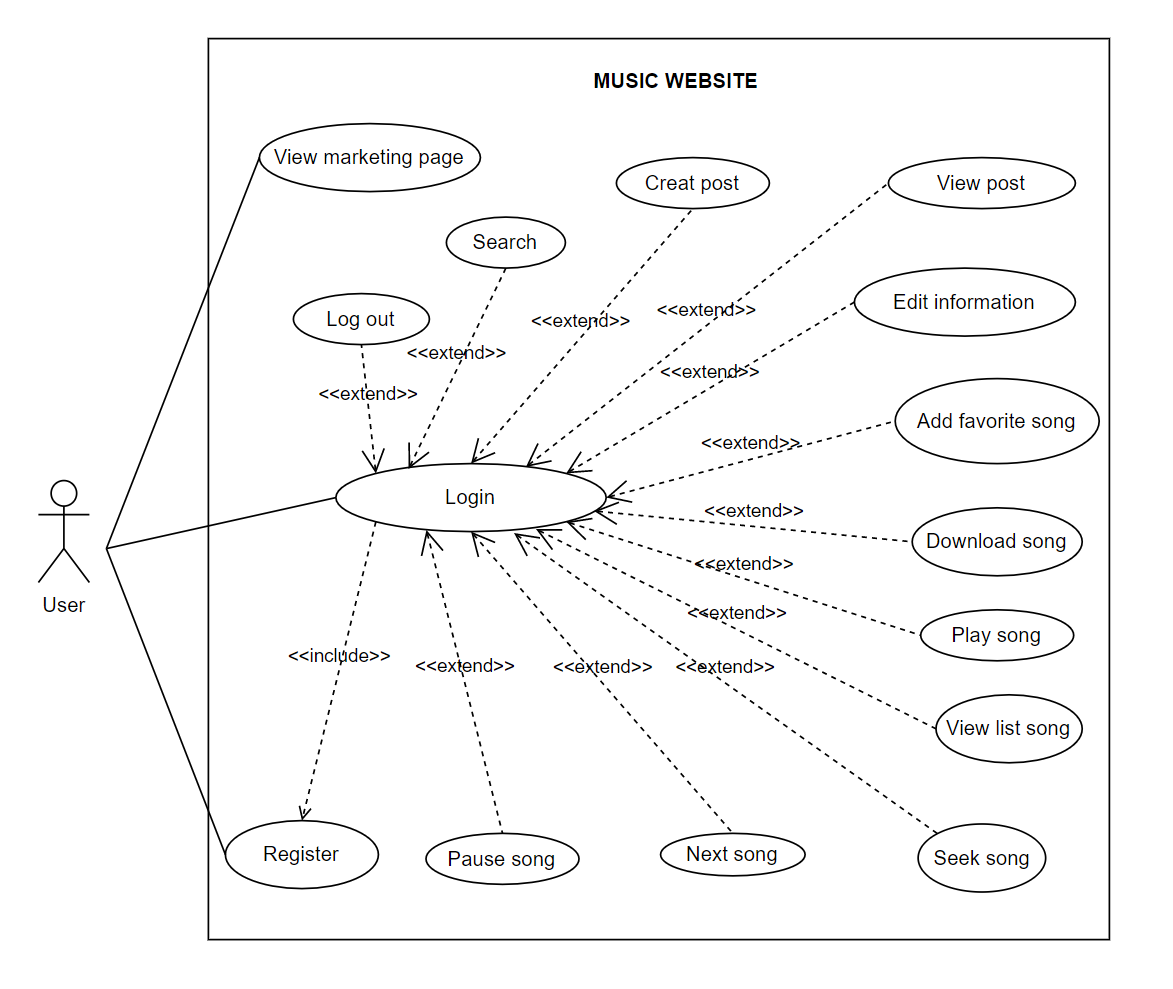 MUSIC WEBSITE
View marketing page
Creat post
View post
Search
Edit information
Log out
<<extend>>
<<extend>>
<<extend>>
<<extend>>
<<extend>>
<<extend>>
Add favorite song
Login
<<extend>>
Download song
<<extend>>
User
<<extend>>
Play song
<<include>>
<<extend>>
<<extend>>
<<extend>>
View list song
Register
Pause song
Next song
Seek song